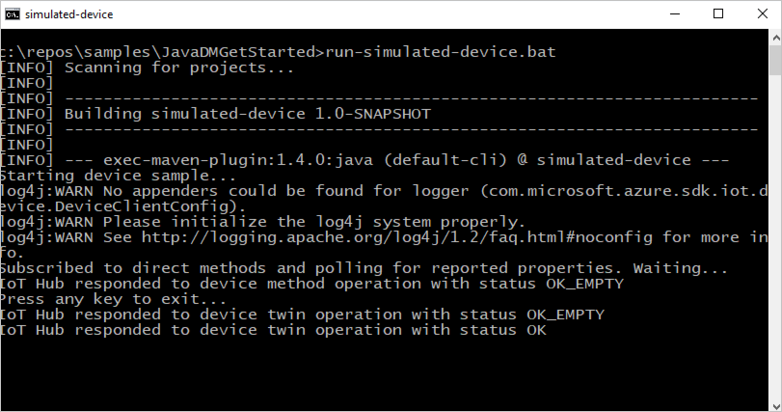 simulated-device
c:\repos\samples\JavaDMGetStarted>run-simulated-device.bat
[INFO] Scanning for projects...
[INFO]
[INFO] ------------------------------------------------------------------------
[INFO] Building simulated-device 1.0-SNAPSHOT
[INFO] ------------------------------------------------------------------------
[INFO]
[INFO] --- exec-maven-plugin:1.4.0:java (default-cli) @ simulated-device ---
Starting device sample...
log4j:WARN No appenders could be found for logger (com.microsoft.azure.sdk.iot.d
evice.DeviceClientConfig).
log4j:WARN Please initialize the log4j system properly.
log4j:WARN See http://logging.apache.org/log4j/1.2/faq.html#noconfig for more in
fo.
Subscribed to direct methods and polling for reported properties. Waiting...
IoT Hub responded to device method operation with status OK_EMPTY
Press any key to exit...
IoT Hub responded to device twin operation with status OK_EMPTY
IoT Hub responded to device twin operation with status OK